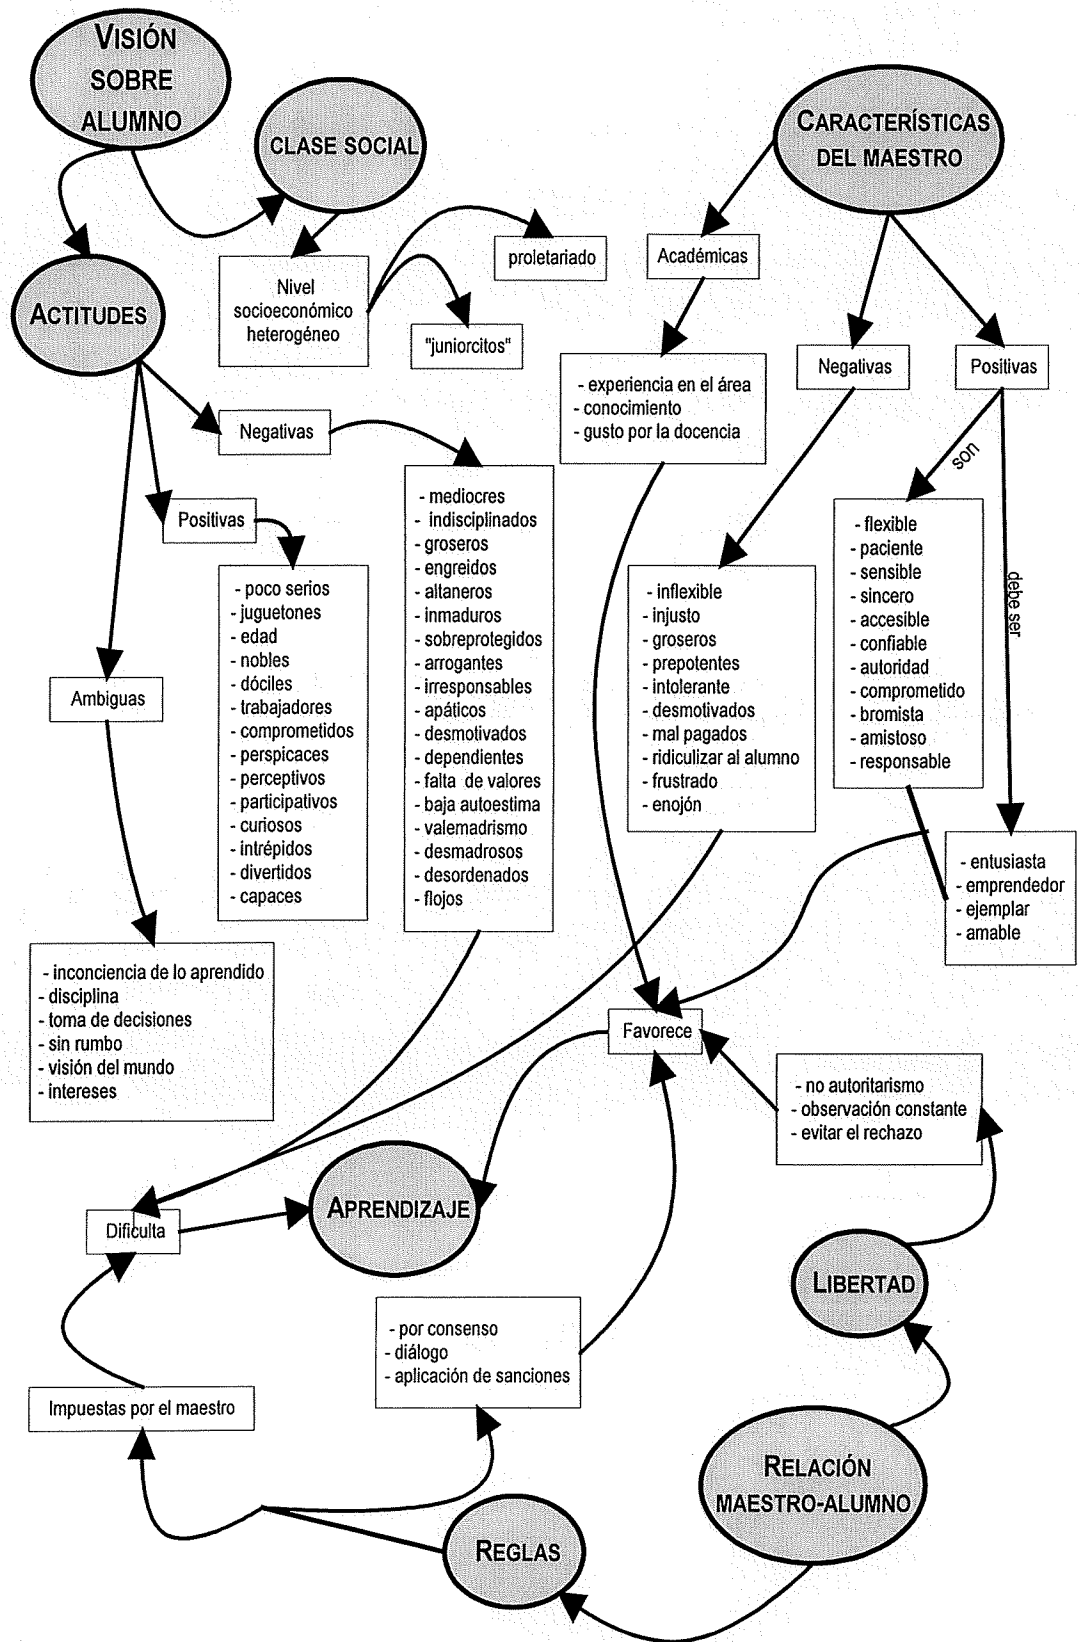 VISIÓN
SOBRE
ALUMNO
CLASE SOCIAL
CARACTERÍSTICAS
DEL MAESTRO
ACTITUDES
Nivel
socioeconómico
heterogéneo
proletariado
"juniorcitos"
Académicas
Negativas
Positivas
- experiencia en el área
- conocimiento
- gusto por la docencia
son
debe ser
Negativas
Positivas
Ambiguas
- mediocres
- indisciplinados
- groseros
- engreidos
- altaneros
- inmaduros
- sobreprotegidos
- arrogantes
- irresponsables
- apáticos
- desmotivados
- dependientes
- falta de valores
- baja autoestima
- valemadrismo
- desmadrosos
- desordenados
- flojos
- poco serios
- juguetones
- edad
- nobles
- dóciles
- trabajadores
- comprometidos
- perspicaces
- perceptivos
- participativos
- curiosos
- intrépidos
- divertidos
- capaces
- inflexible
- injusto
- groseros
- prepotentes
- intolerante
- desmotivados
- mal pagados
- ridiculizar al alumno
- frustrado
- enojón
- flexible
- paciente
- sensible
- sincero
- accesible
- confiable
- autoridad
- comprometido
- bromista
- amistoso
- responsable
- entusiasta
- emprendedor
- ejemplar
- amable
- inconciencia de lo aprendido
- disciplina
- toma de decisiones
- sin rumbo
- visión del mundo
- intereses
Favorece
- no autoritarismo
- observación constante
- evitar el rechazo
APRENDIZAJE
Dificulta
LIBERTAD
- por consenso
- diálogo
- aplicación de sanciones
Impuestas por el maestro
RELACIÓN
MAESTRO-ALUMNO
REGLAS